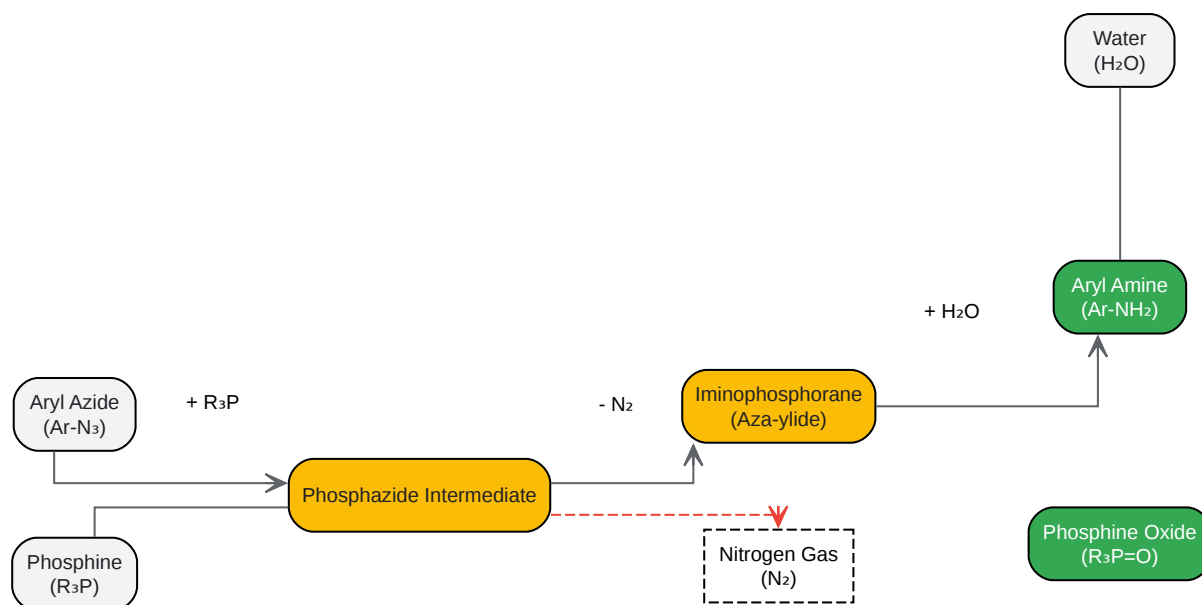 Water
(H₂O)
Aryl Amine
(Ar-NH₂)
+ H₂O
Iminophosphorane
(Aza-ylide)
- N₂
+ R₃P
Aryl Azide
(Ar-N₃)
Phosphazide Intermediate
Phosphine Oxide
(R₃P=O)
Nitrogen Gas
(N₂)
Phosphine
(R₃P)